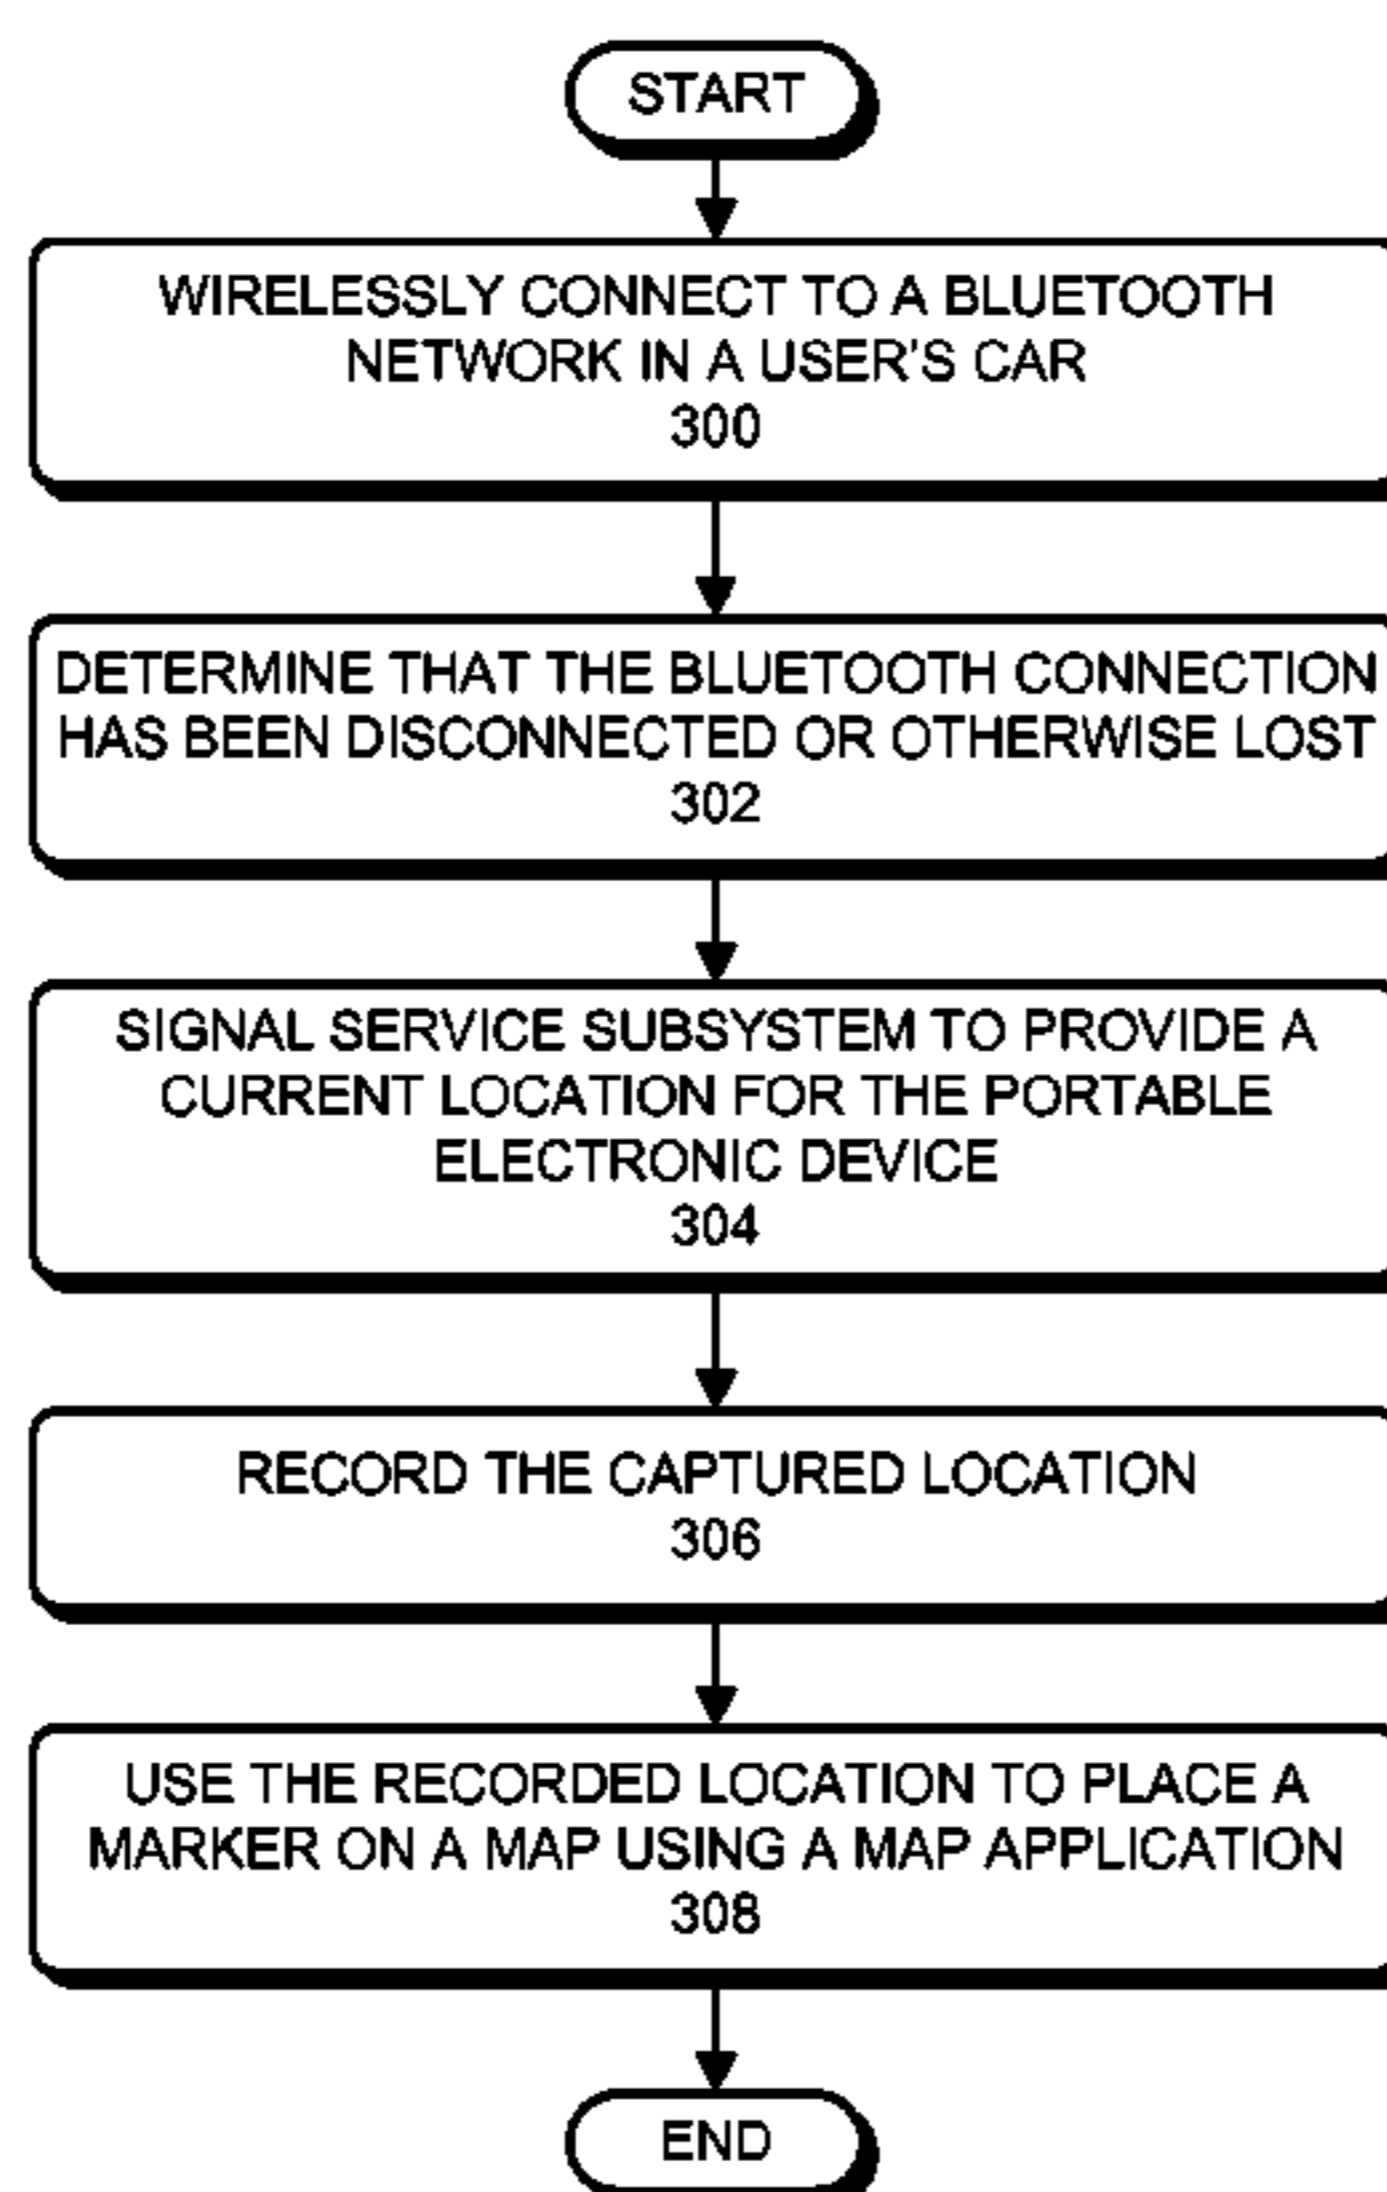 START
WIRELESSLY CONNECT TO A BLUETOOTH
NETWORK IN A USER'S CAR
300
DETERMINE THAT THE BLUETOOTH CONNECTION
HAS BEEN DISCONNECTED OR OTHERWISE LOST
302
SIGNAL SERVICE SUBSYSTEM TO PROVIDE A
CURRENT LOCATION FOR THE PORTABLE
ELECTRONIC DEVICE
304
RECORD THE CAPTURED LOCATION
306
USE THE RECORDED LOCATION TO PLACE A
MARKER ON A MAP USING A MAP APPLICATION
308
END